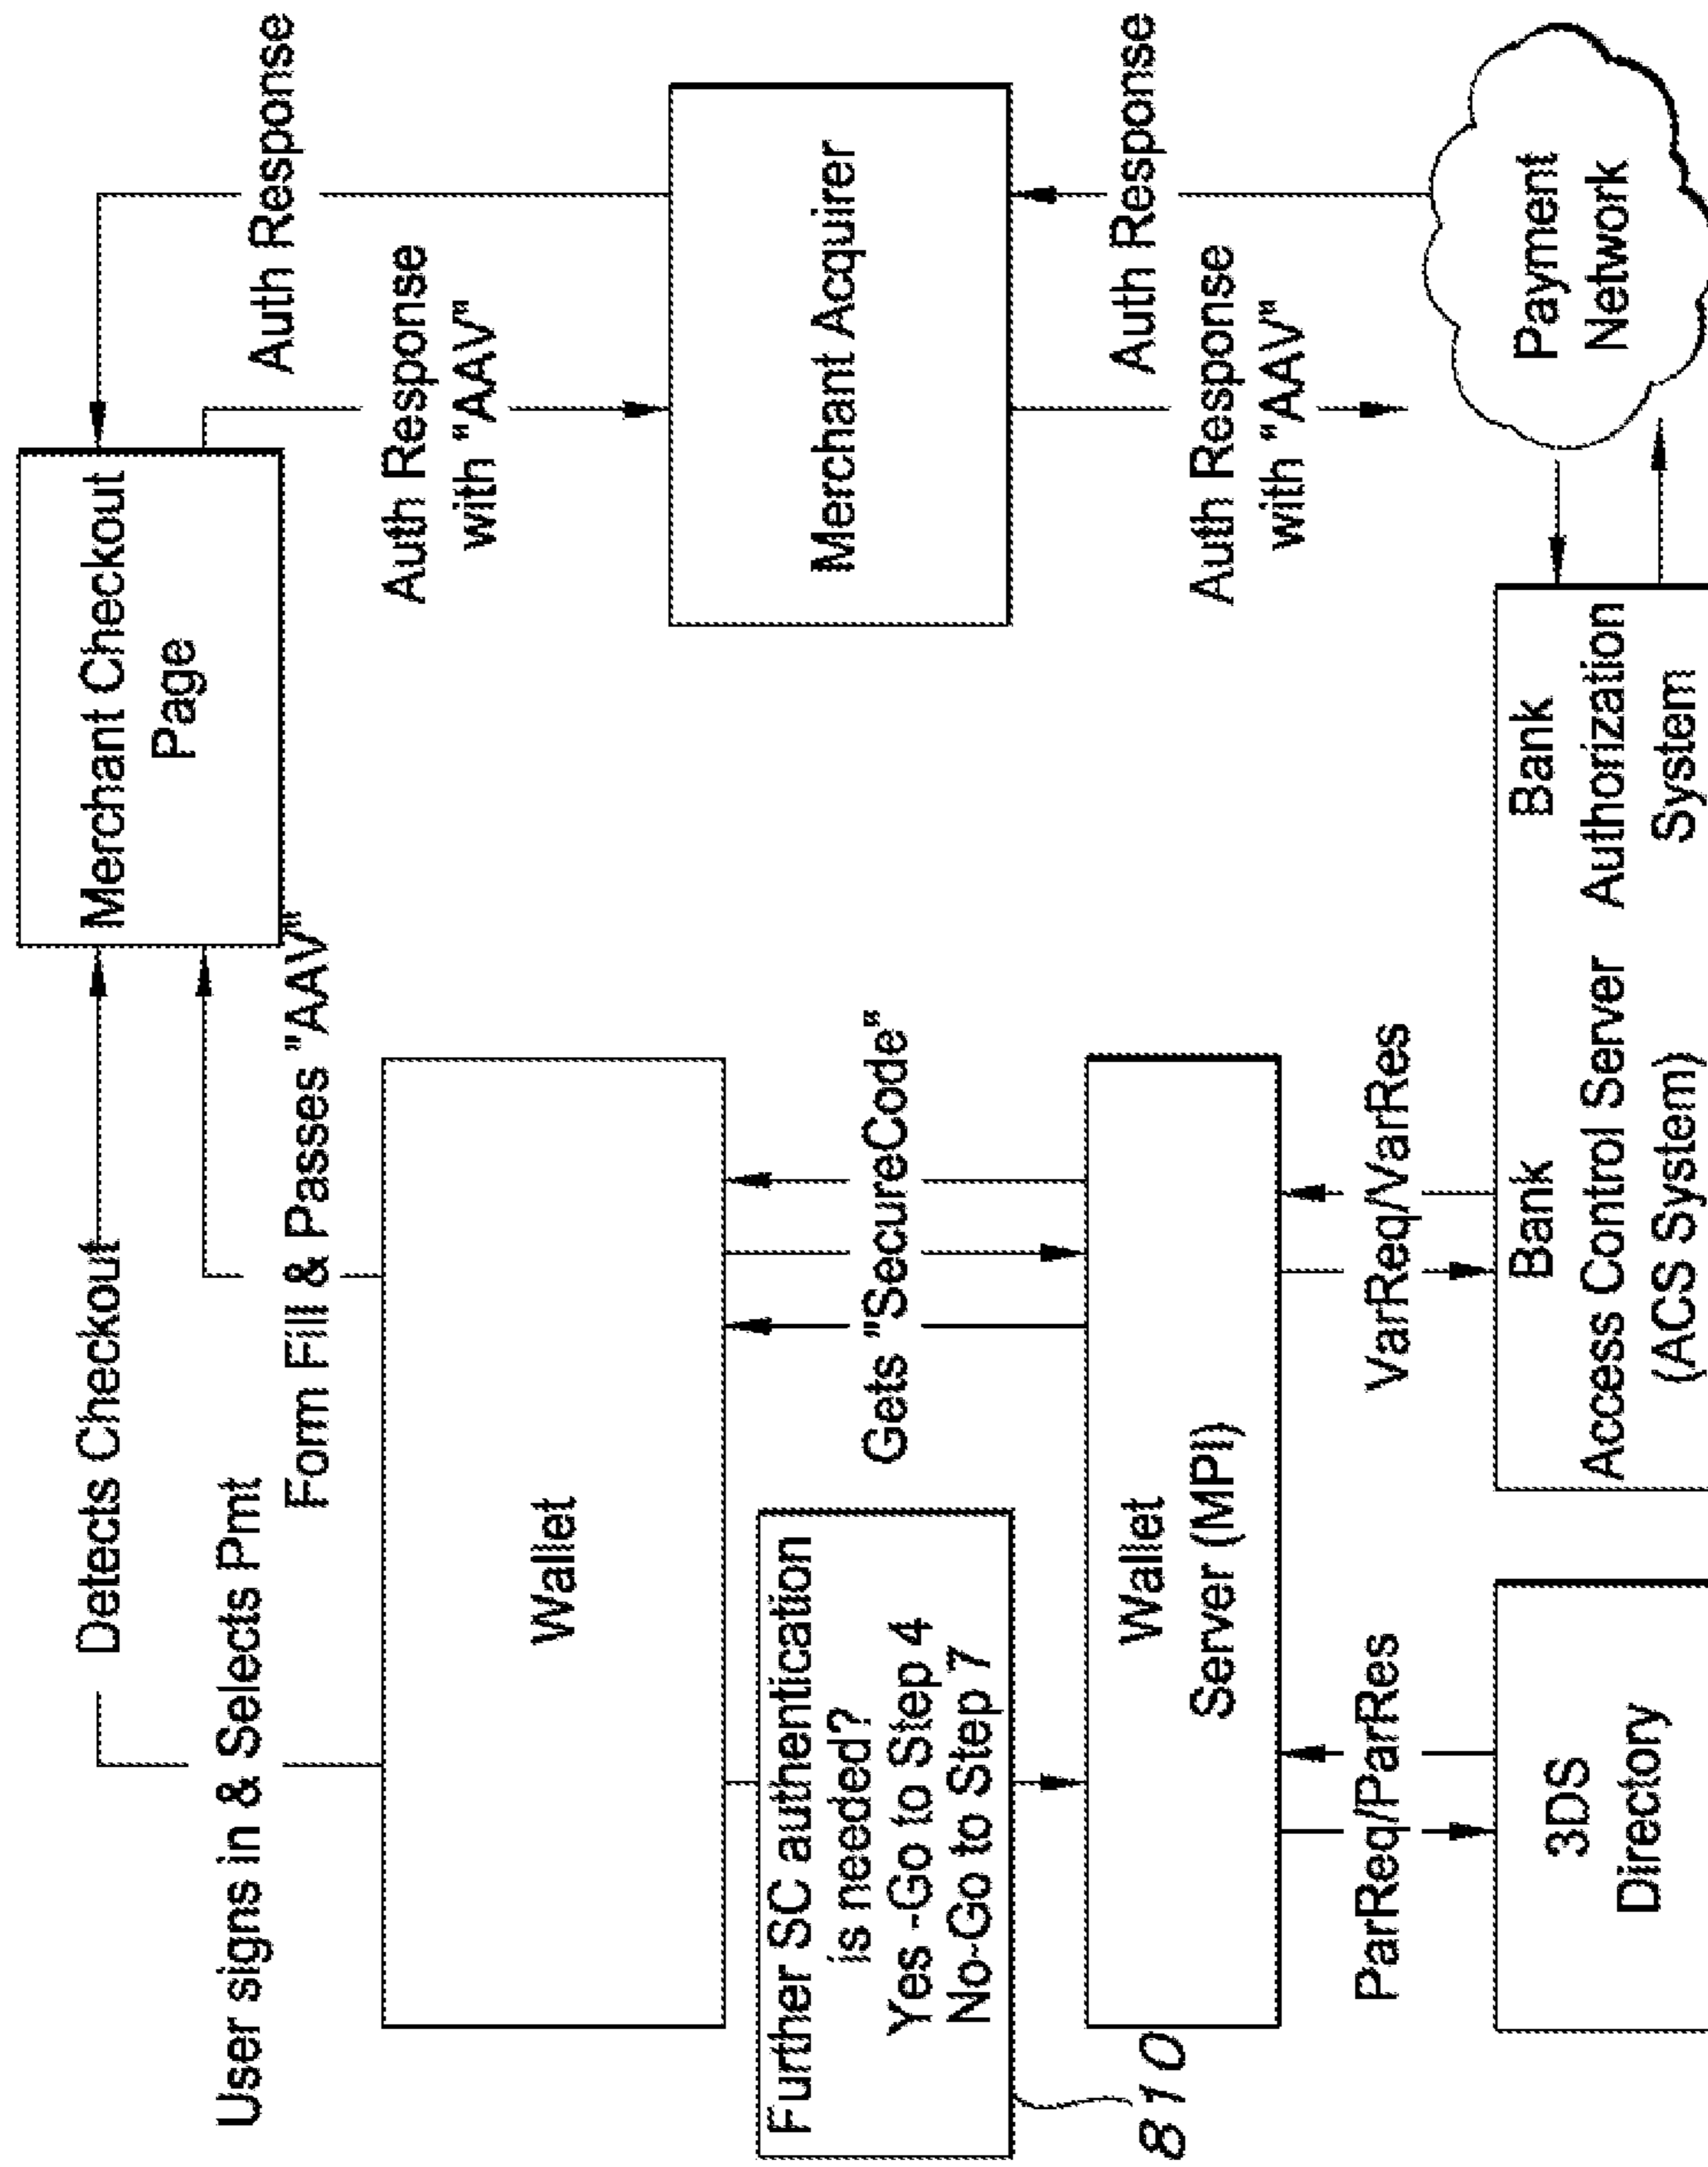 User signs in & Selects Pmt
Detects Checkout
Form Fill & Passes "AAV"
Merchant Checkout
Page
Auth Response
Auth Response
with "AAV"
Wallet
Further SC authentication
is needed?
Yes -Go to Step 4
No-Go to Step 7
810
Gets "SecureCode"
Merchant Acquirer
Wallet
Server (MPI)
ParReq/ParRes
VarReq/VarRes
Auth Response
with "AAV"
Auth Response
3DS
Directory
Bank
Access Control Server
(ACS System)
Bank
Authorization
System
Payment
Network